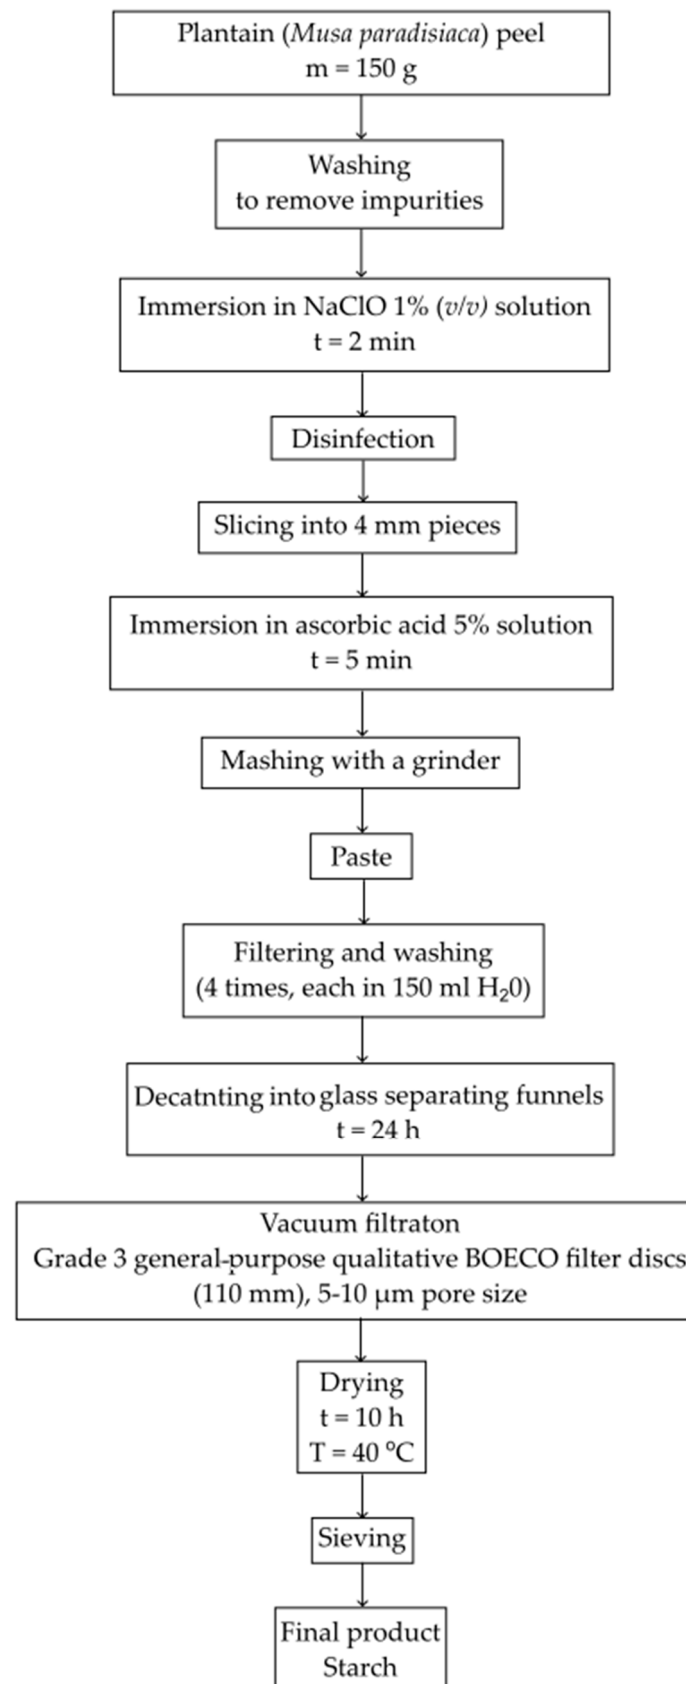 Plantain (Musa paradisiaca) peel
m = 150 g
Washing
to remove impurities
Immersion in NaClO 1% (v/v) solution
t = 2 min
Disinfection
Slicing into 4 mm pieces
Immersion in ascorbic acid 5% solution
t = 5 min
Mashing with a grinder
Paste
Filtering and washing
(4 times, each in 150 ml H₂0)
Decatnting into glass separating funnels
t = 24 h
Vacuum filtraton
Grade 3 general-purpose qualitative BOECO filter discs
(110 mm), 5-10 µm pore size
Drying
t = 10 h
T = 40 °C
Sieving
Final product
Starch